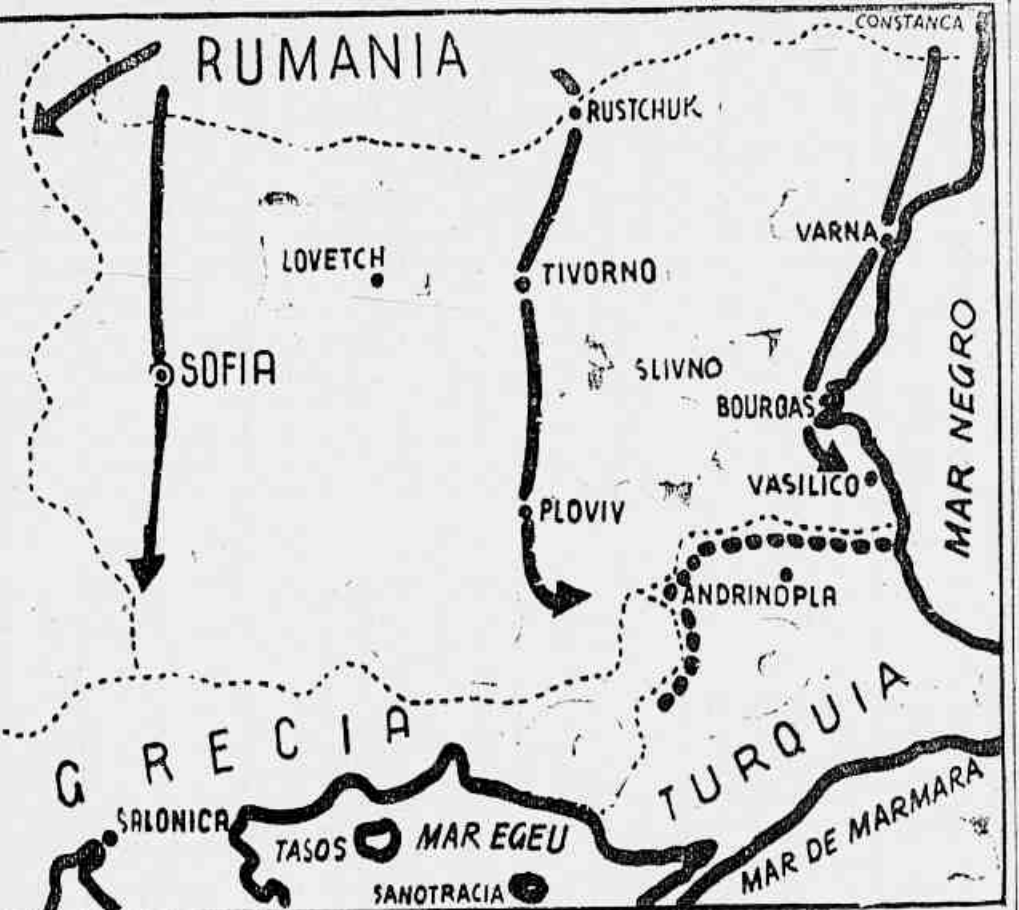 CONSTANCA
RUMANIA
RUSTCHUK
VARNA
LOVETCH
TIVORNO
SOFIA
SLIVNO
BOURGAS
MAR NEGRO
VASILICO
PLOVIV
ANDRINOPLA
GRECIA
TURQUIA
SALONICA
TASOS
MAR EGEU
MAR DE MARMARA
SANOTRACIA